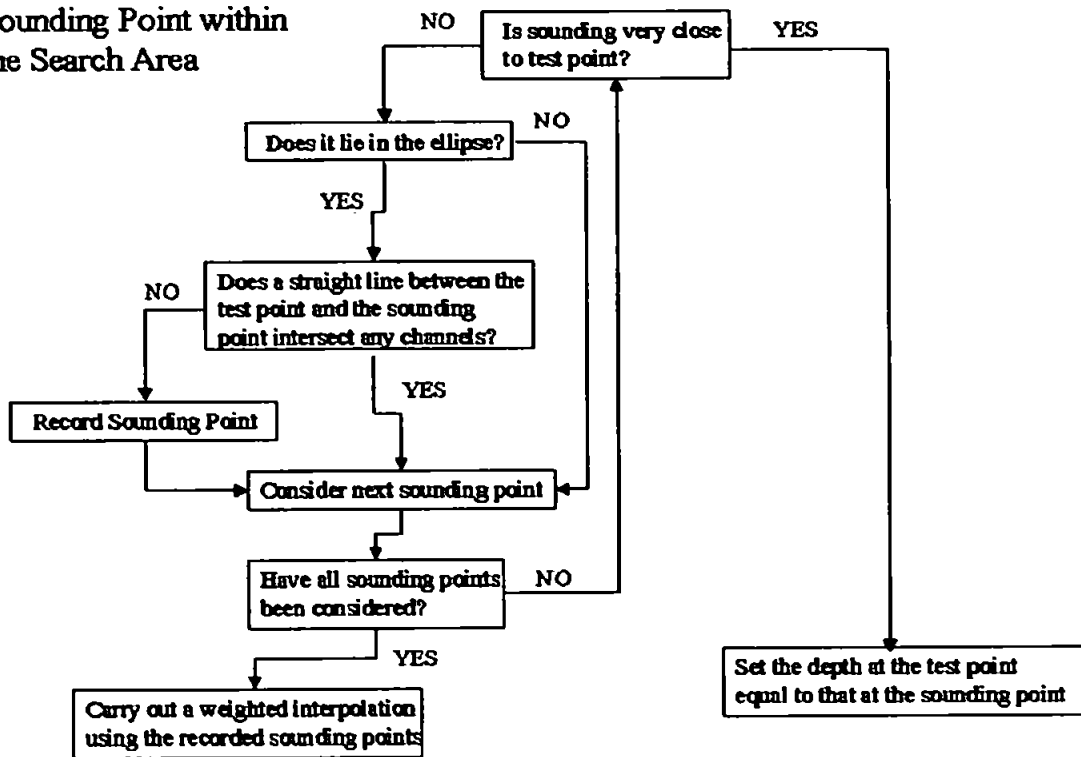 ounding Point within
e Search Area
NO
Is sounding very close
to test point?
YES
Does it lie in the ellipse?
NO
YES
Does a straight line between the
test point and the sounding
point intersect any channels?
NO
YES
Record Sounding Point
Consider next sounding point
Have all sounding points
been considered?
NO
YES
Set the depth at the test point
equal to that at the sounding point
Carry out a weighted interpolation
using the recorded sounding points